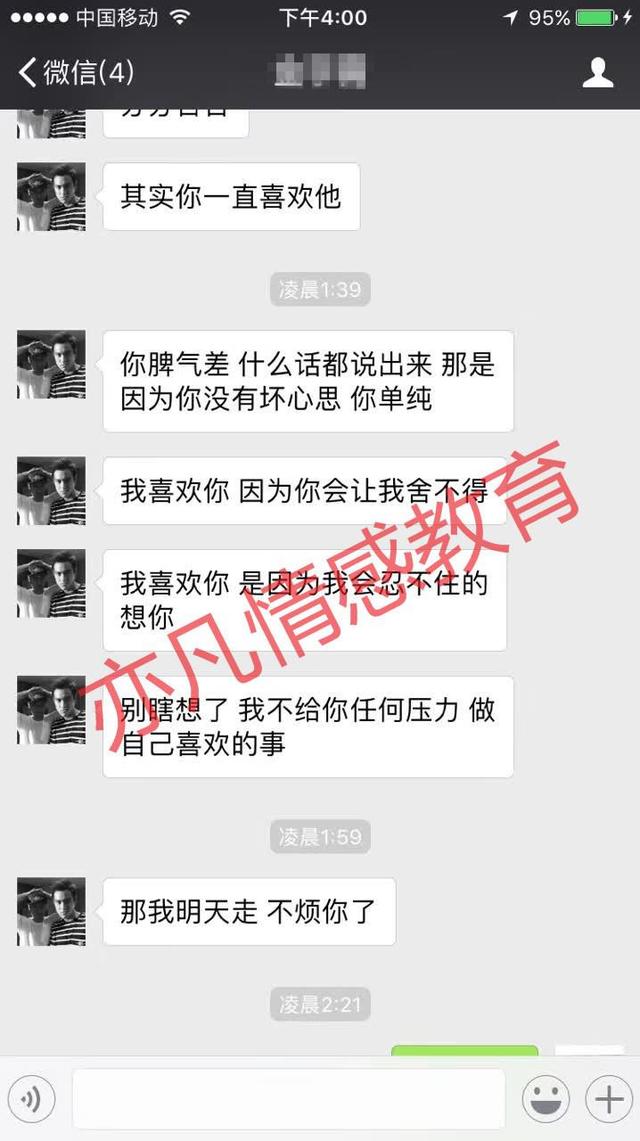 中国移动
下午4:00
95%
微信(4)
其实你一直喜欢他
凌晨1:39
你脾气差 什么话都说出来 那是
因为你没有坏心思 你单纯
我喜欢你 因为你会让我舍不得
我喜欢你 是因为我会忍不住的
想你
别瞎想了 我不给你任何压力 做
自己喜欢的事
亦凡情感教育
凌晨1:59
那我明天走 不烦你了
凌晨2:21